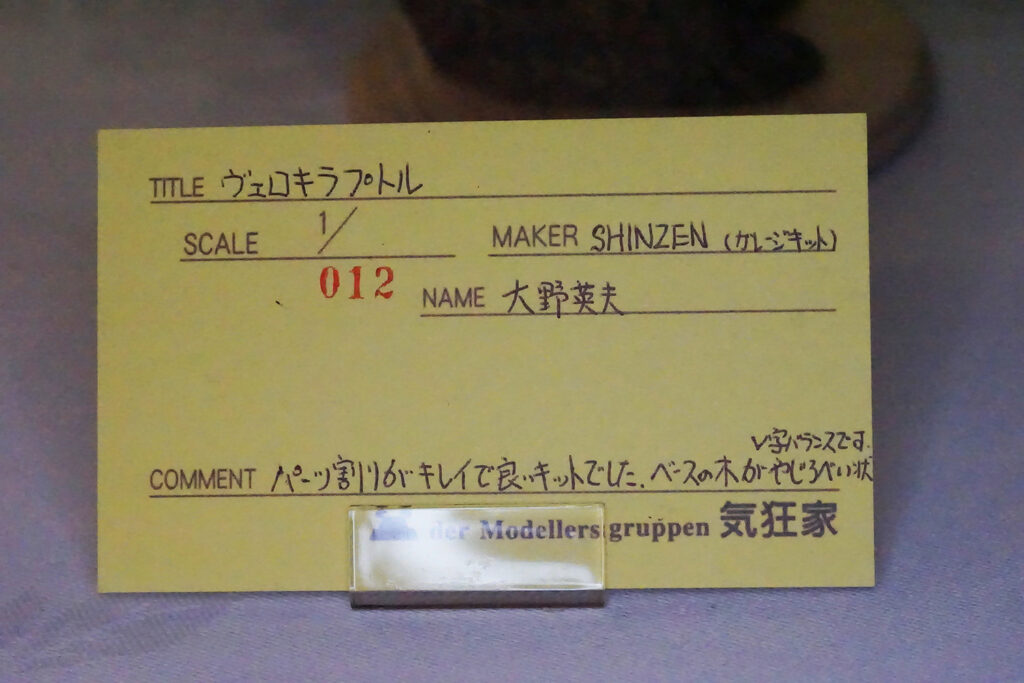 TITLE ヴェロキラプトル
SCALE 1/
MAKER SHINZEN (ガレージキット)
012
NAME 大野英夫
V字バランスです.
COMMENT パーツ割りがキレイで良いキットでした. ベースの木がやじろべい状
der Modellers gruppen 気狂家